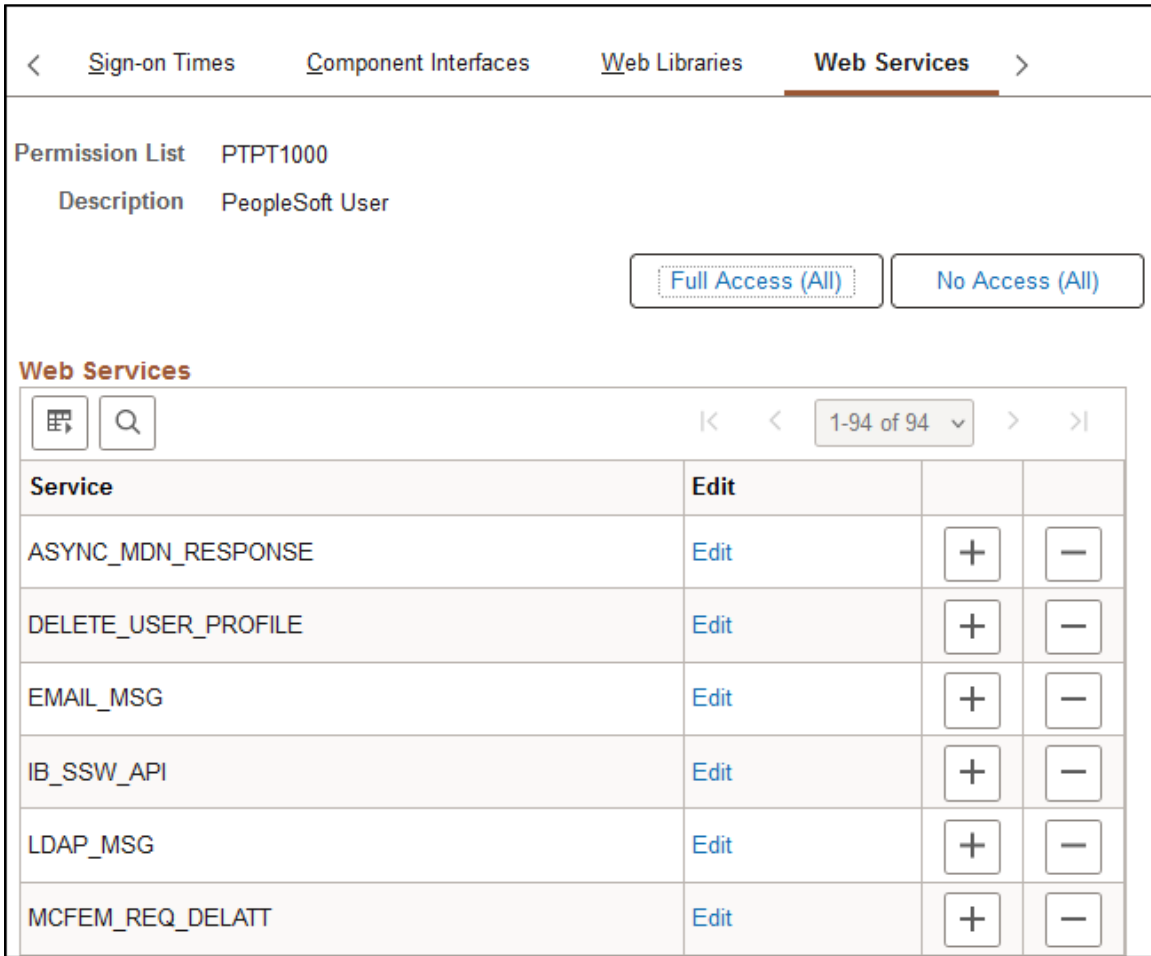 Sign-on Times Component Interfaces Web Libraries Web Services
Permission List PTPT1000
Description PeopleSoft User
Full Access (All) No Access (All)
Web Services
1-94 of 94
Service Edit
ASYNC_MDN_RESPONSE Edit
DELETE_USER_PROFILE Edit
EMAIL_MSG Edit
IB_SSW_API Edit
LDAP_MSG Edit
MCFEM_REQ_DELATT Edit